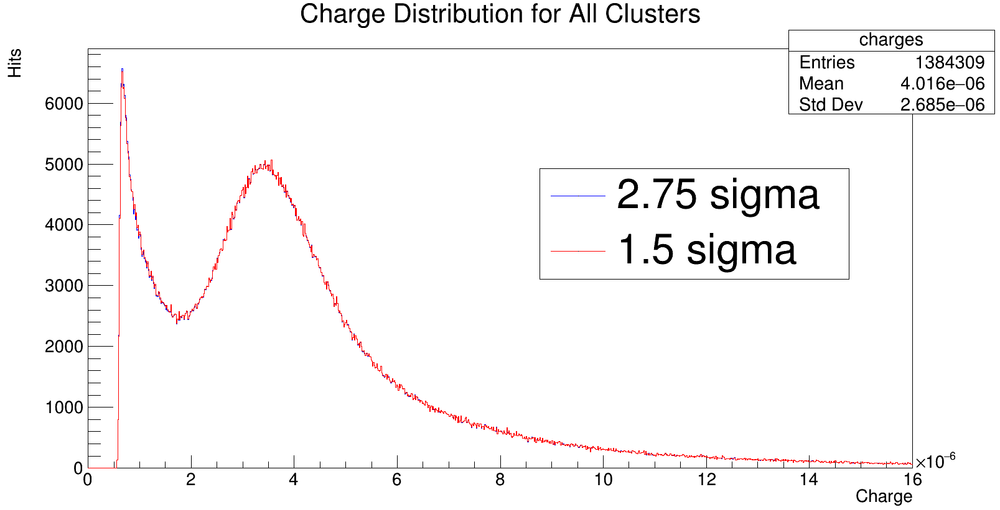 Charge Distribution for All Clusters
Hits
charges
Entries 1384309
Mean 4.016e−06
Std Dev 2.685e−06
2.75 sigma
1.5 sigma
6000
5000
4000
3000
2000
1000
0
0 2 4 6 8 10 12 14 16
×10⁻⁶
Charge